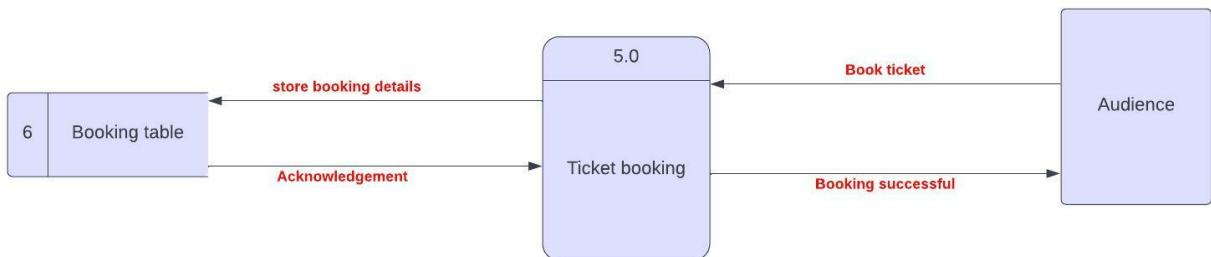 5.0
Book ticket
store booking details
Audience
6
Booking table
Ticket booking
Acknowledgement
Booking successful